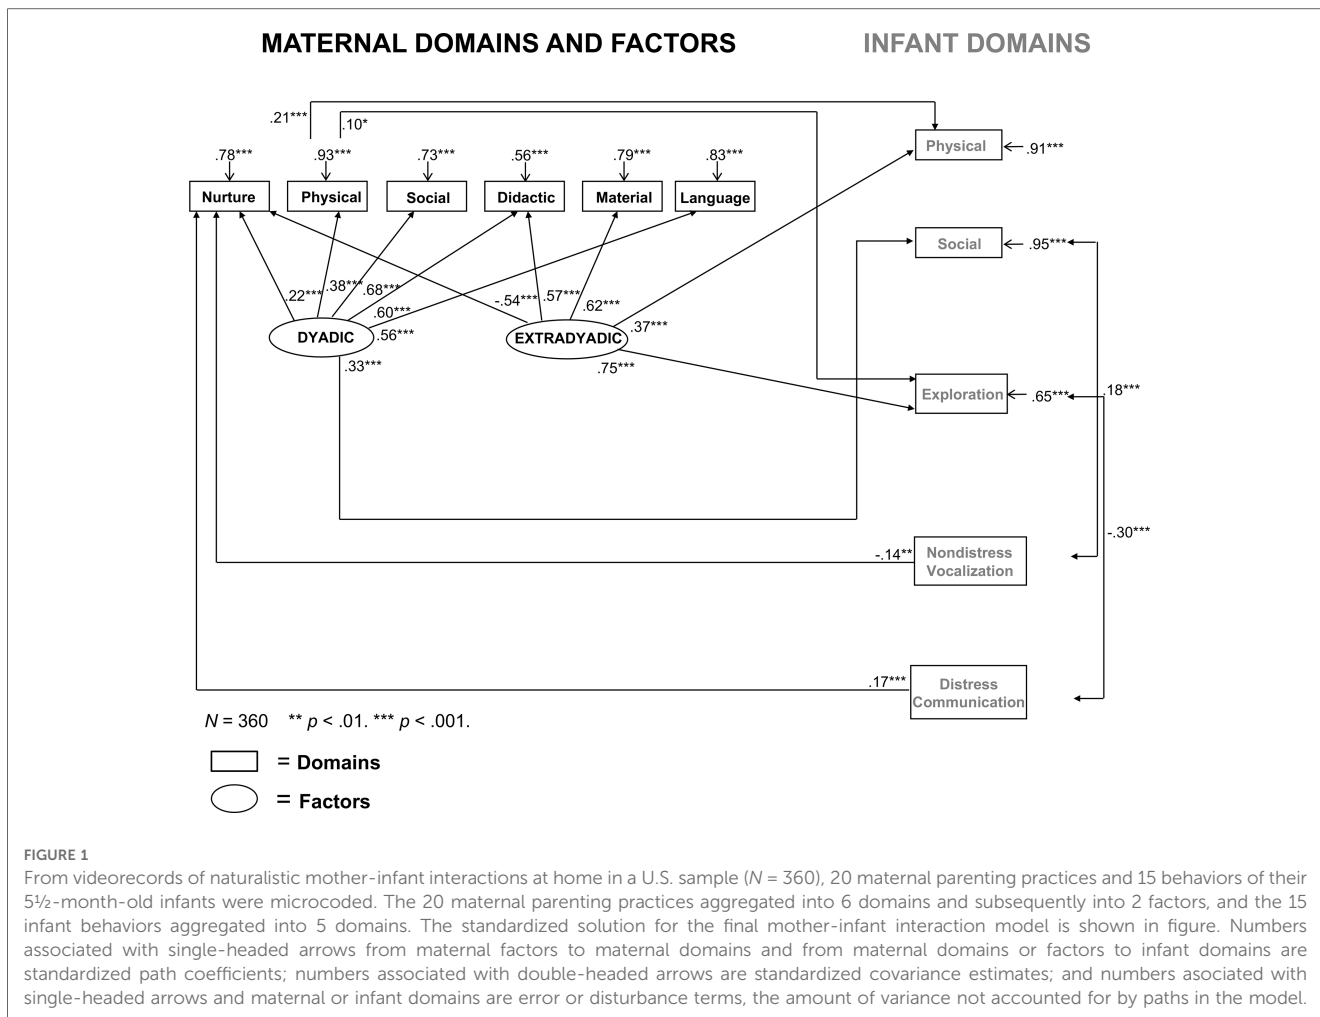 MATERNAL DOMAINS AND FACTORS
INFANT DOMAINS
.21***
.10*
.78***
.93***
.73***
.56***
.79***
.83***
Physical
.91***
Nurture
Physical
Social
Didactic
Material
Language
Social
.95***
.22***
.38***
.68***
.60***
.56***
-.54***
.57***
.62***
.37***
DYADIC
EXTRADYADIC
.33***
.75***
Exploration
.65***
.18***
-.30***
-.14**
Nondistress
Vocalization
.17***
Distress
Communication
N = 360 ** p < .01. *** p < .001.
= Domains
= Factors
FIGURE 1
From videorecords of naturalistic mother-infant interactions at home in a U.S. sample (N = 360), 20 maternal parenting practices and 15 behaviors of their
5½-month-old infants were microcoded. The 20 maternal parenting practices aggregated into 6 domains and subsequently into 2 factors, and the 15
infant behaviors aggregated into 5 domains. The standardized solution for the final mother-infant interaction model is shown in figure. Numbers
associated with single-headed arrows from maternal factors to maternal domains and from maternal domains or factors to infant domains are
standardized path coefficients; numbers associated with double-headed arrows are standardized covariance estimates; and numbers asociated with
single-headed arrows and maternal or infant domains are error or disturbance terms, the amount of variance not accounted for by paths in the model.